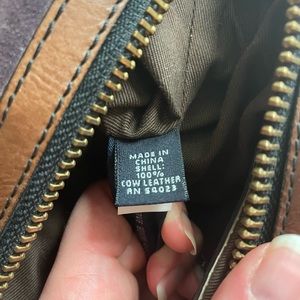 MADE IN
CHINA
SHELL:
100%
COW LEATHER
RN 54023